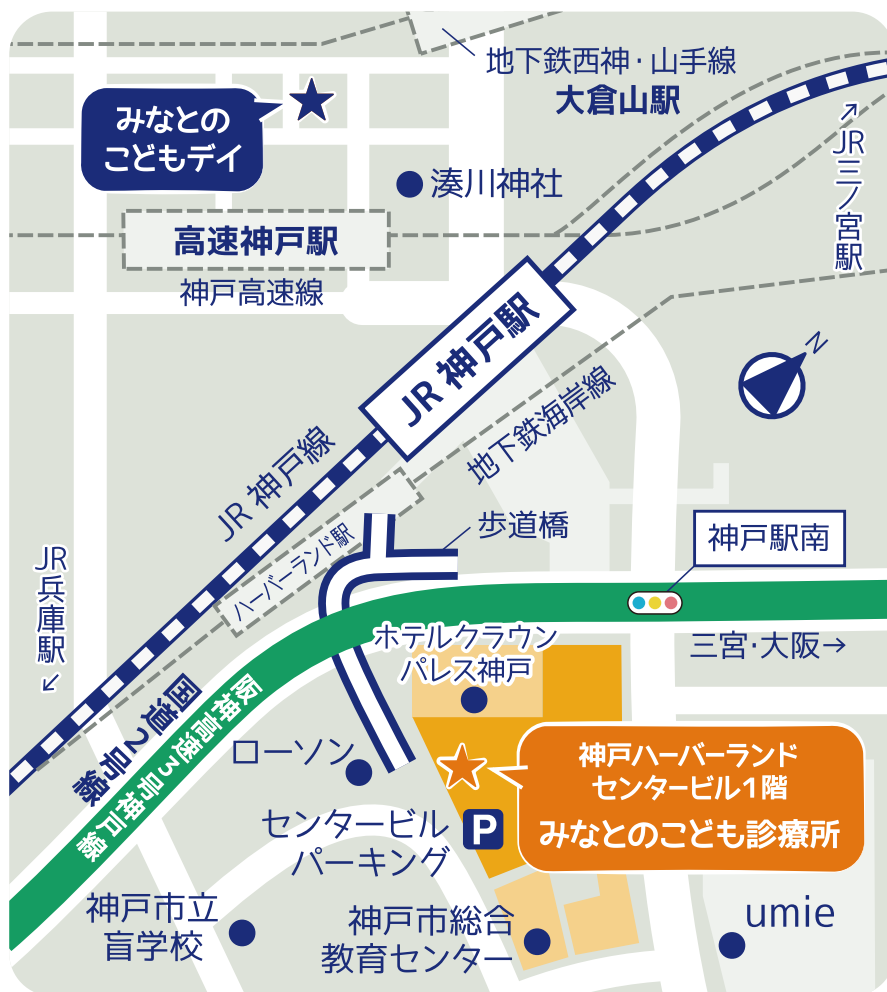 地下鉄西神・山手線
大倉山駅
みなとの
こどもデイ
↗JR三ノ宮駅
湊川神社
高速神戸駅
神戸高速線
N
JR 神戸駅
地下鉄海岸線
JR 神戸線
ハーバーランド駅
歩道橋
神戸駅南
JR兵庫駅↙
三宮・大阪→
ホテルクラウン
パレス神戸
国道2号線
阪神高速3号神戸線
ローソン
神戸ハーバーランド
センタービル1階
みなとのこども診療所
センタービル
パーキング
P
神戸市立
盲学校
神戸市総合
教育センター
umie